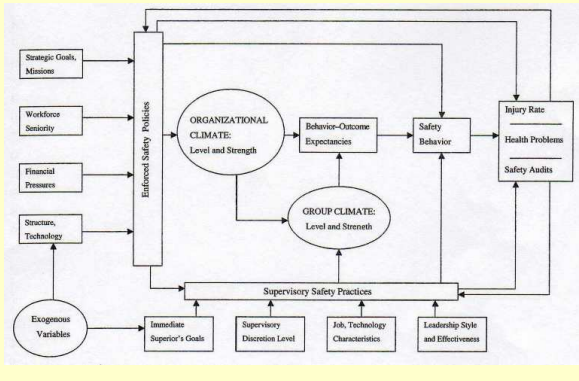 Strategic Goals,
Missions
Workforce
Seniority
Financial
Pressures
Structure,
Technology
Exogenous
Variables
Enforced Safety Policies
ORGANIZATIONAL
CLIMATE:
Level and Strength
Behavior–Outcome
Expectancies
Safety
Behavior
Injury Rate
Health Problems
Safety Audits
GROUP CLIMATE:
Level and Streneth
Supervisory Safety Practices
Immediate
Superior's Goals
Supervisory
Discretion Level
Job, Technology
Characteristics
Leadership Style
and Effectiveness